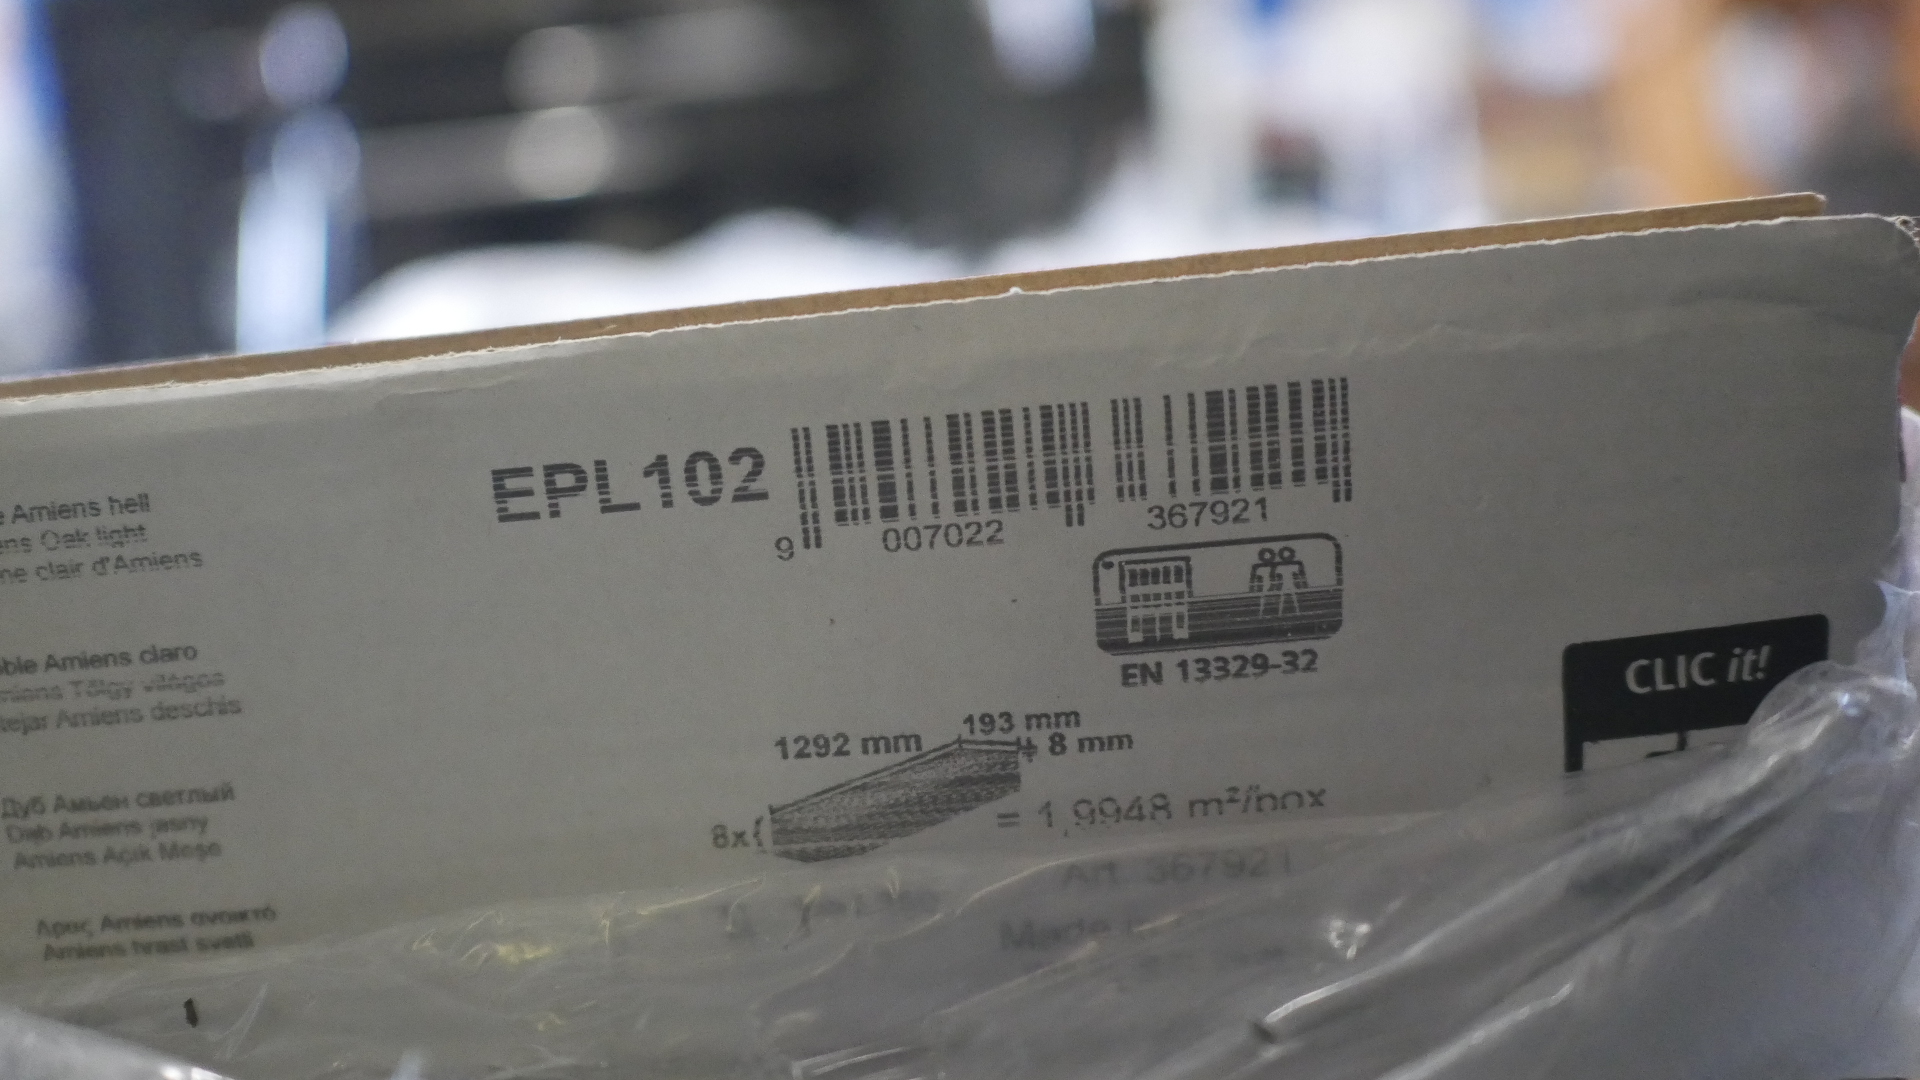 Amiens hell
Oak light
clair d'Amiens
Amiens claro
Tölgy világos
Amiens deschis
Дуб Амьен светлый
Dąb Amiens jasny
Amiens Açık Meşe
Δρυς Amiens ανοικτό
Amiens hrast svetli
EPL102
9 007022 367921
EN 13329-32
1292 mm
193 mm
8 mm
8x
= 1,9948 m²/box
Art. 367921
Made
CLIC it!